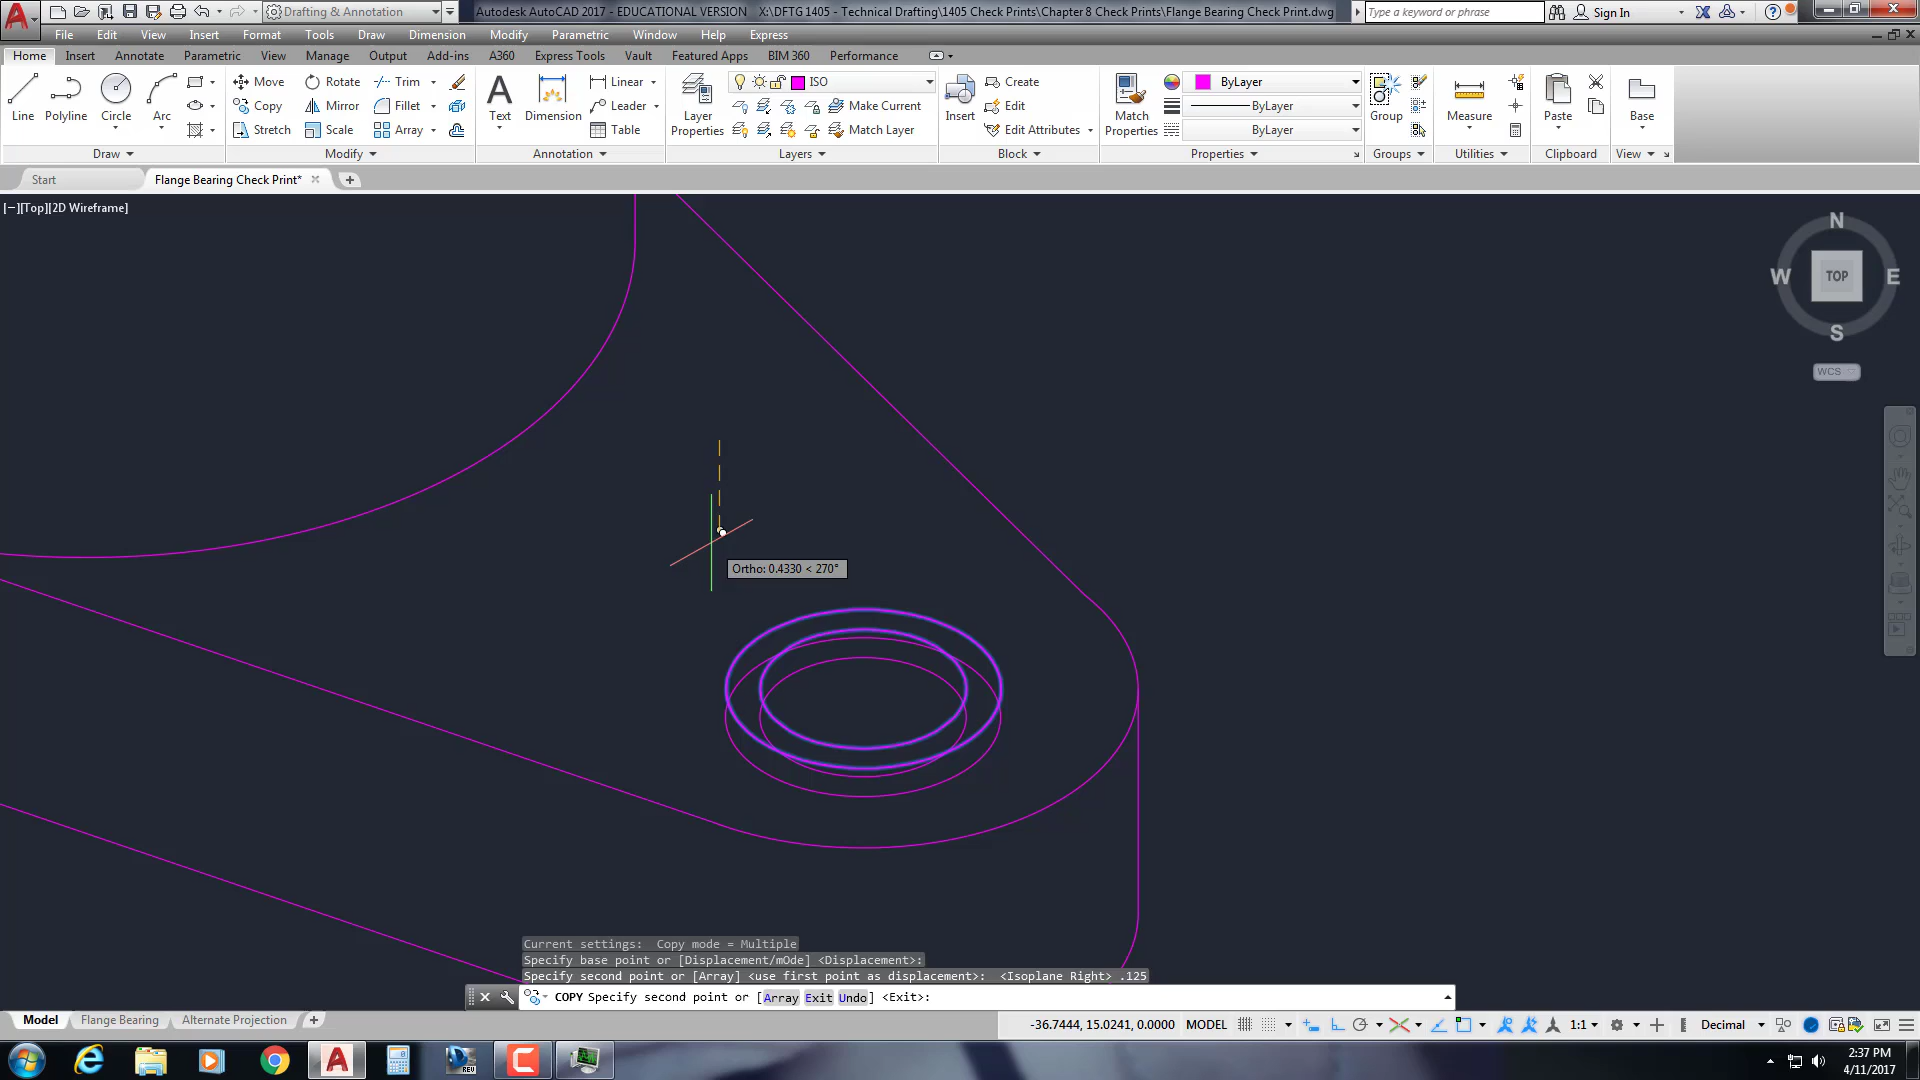 Drafting & Annotation
Autodesk AutoCAD 2017 - EDUCATIONAL VERSION X:\DFTG 1405 - Technical Drafting\1405 Check Prints\Chapter 8 Check Prints\Flange Bearing Check Print.dwg
Type a keyword or phrase
Sign In
File Edit View Insert Format Tools Draw Dimension Modify Parametric Window Help Express
Home Insert Annotate Parametric View Manage Output Add-ins A360 Express Tools Vault Featured Apps BIM 360 Performance
Line Polyline Circle Arc
Move Rotate Trim
Copy Mirror Fillet
Stretch Scale Array
Text Dimension
Linear
Leader
Table
Layer Properties
ISO
Make Current
Match Layer
Insert
Create
Edit
Edit Attributes
Match Properties
ByLayer
ByLayer
ByLayer
Group
Measure
Paste
Base
Draw Modify Annotation Layers Block Properties Groups Utilities Clipboard View
Start Flange Bearing Check Print*
[−][Top][2D Wireframe]
N
W TOP E
S
WCS
Ortho: 0.4330 < 270°
Current settings: Copy mode = Multiple
Specify base point or [Displacement/mOde] <Displacement>:
Specify second point or [Array] <use first point as displacement>: <Isoplane Right> .125
COPY Specify second point or [Array Exit Undo] <Exit>:
Model Flange Bearing Alternate Projection
-36.7444, 15.0241, 0.0000 MODEL 1:1 Decimal
REV
2:37 PM
4/11/2017